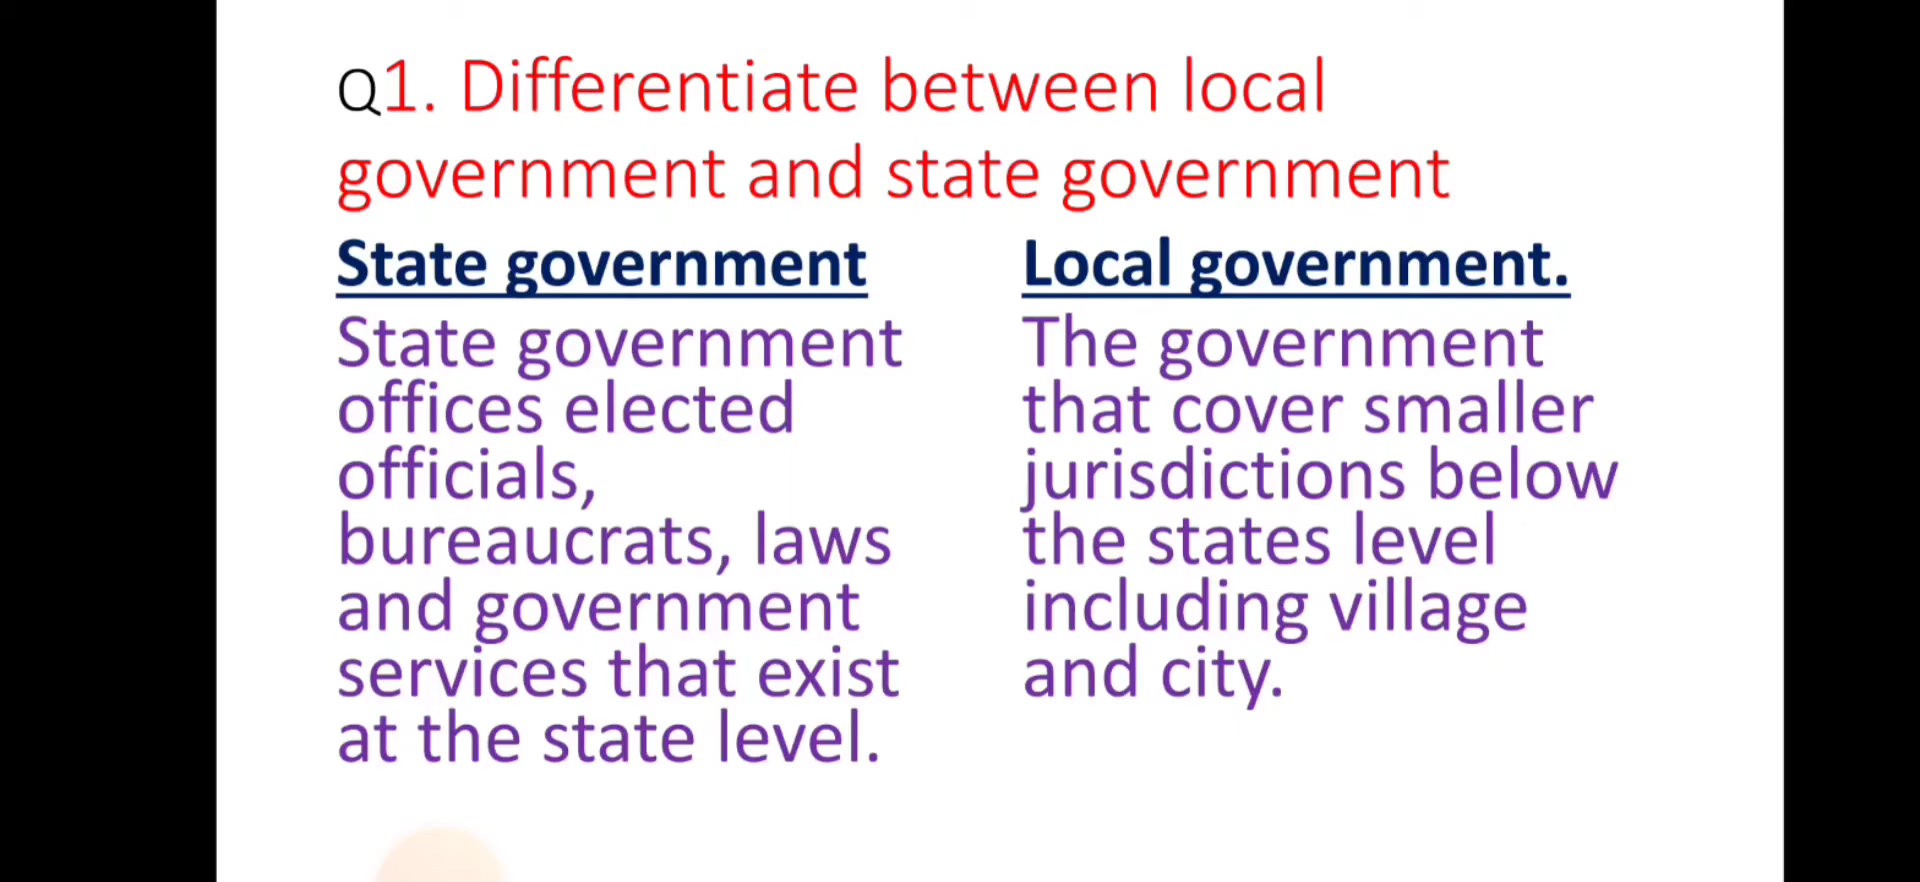 Q1. Differentiate between local
government and state government
State government
State government
offices elected
officials,
bureaucrats, laws
and government
services that exist
at the state level.
Local government.
The government
that cover smaller
jurisdictions below
the states level
including village
and city.